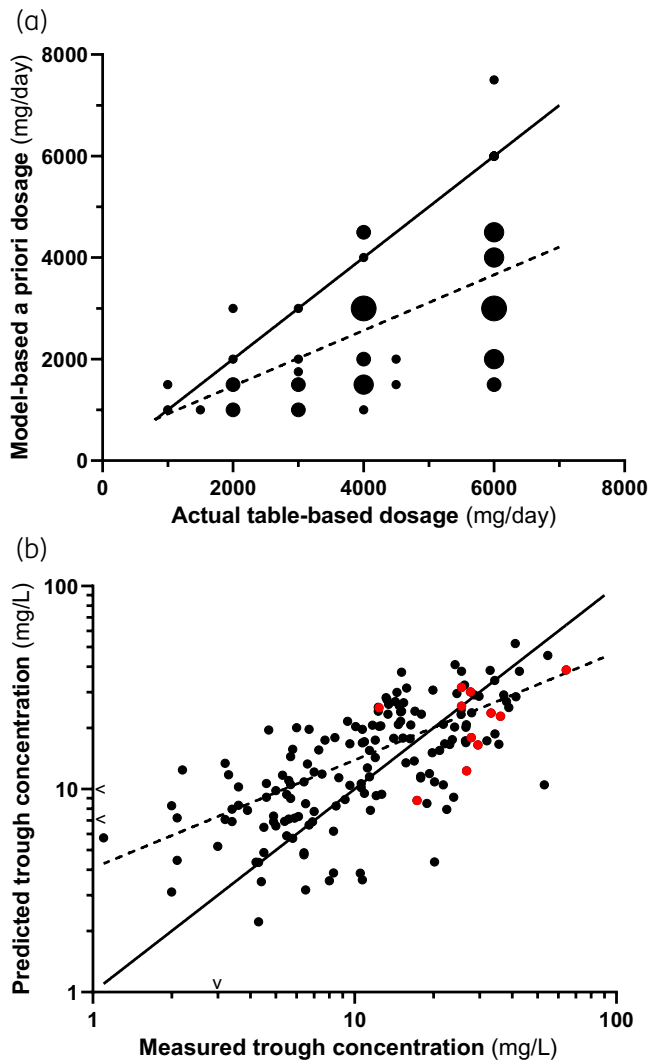 (a)
8000
6000
4000
2000
0
0 2000 4000 6000 8000
Model-based a priori dosage (mg/day)
Actual table-based dosage (mg/day)
(b)
100
10
1
<
<
v
1 10 100
Predicted trough concentration (mg/L)
Measured trough concentration (mg/L)